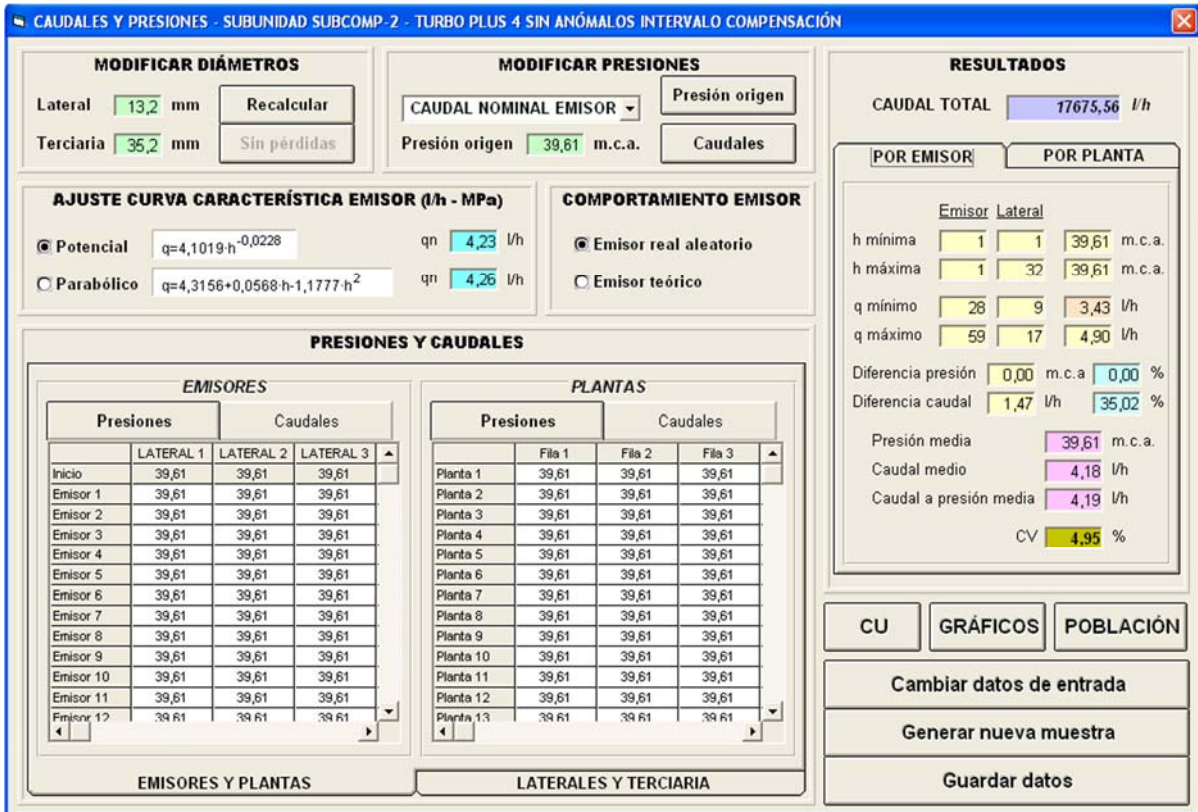 CAUDALES Y PRESIONES - SUBUNIDAD SUBCOMP-2 - TURBO PLUS 4 SIN ANÓMALOS INTERVALO COMPENSACIÓN
MODIFICAR DIÁMETROS
Lateral 13,2 mm Recalcular
Terciaria 35,2 mm Sin pérdidas
MODIFICAR PRESIONES
CAUDAL NOMINAL EMISOR Presión origen
Presión origen 39,61 m.c.a. Caudales
AJUSTE CURVA CARACTERÍSTICA EMISOR (l/h - MPa)
Potencial q=4,1019·h^-0,0228 qn 4,23 l/h
Parabólico q=4,3156+0,0568·h-1,1777·h^2 qn 4,26 l/h
COMPORTAMIENTO EMISOR
Emisor real aleatorio
Emisor teórico
PRESIONES Y CAUDALES
EMISORES
Presiones Caudales
LATERAL 1 LATERAL 2 LATERAL 3
Inicio 39,61 39,61 39,61
Emisor 1 39,61 39,61 39,61
Emisor 2 39,61 39,61 39,61
Emisor 3 39,61 39,61 39,61
Emisor 4 39,61 39,61 39,61
Emisor 5 39,61 39,61 39,61
Emisor 6 39,61 39,61 39,61
Emisor 7 39,61 39,61 39,61
Emisor 8 39,61 39,61 39,61
Emisor 9 39,61 39,61 39,61
Emisor 10 39,61 39,61 39,61
Emisor 11 39,61 39,61 39,61
Emisor 12 39,61 39,61 39,61
PLANTAS
Presiones Caudales
Fila 1 Fila 2 Fila 3
Planta 1 39,61 39,61 39,61
Planta 2 39,61 39,61 39,61
Planta 3 39,61 39,61 39,61
Planta 4 39,61 39,61 39,61
Planta 5 39,61 39,61 39,61
Planta 6 39,61 39,61 39,61
Planta 7 39,61 39,61 39,61
Planta 8 39,61 39,61 39,61
Planta 9 39,61 39,61 39,61
Planta 10 39,61 39,61 39,61
Planta 11 39,61 39,61 39,61
Planta 12 39,61 39,61 39,61
Planta 13 39,61 39,61 39,61
EMISORES Y PLANTAS LATERALES Y TERCIARIA
RESULTADOS
CAUDAL TOTAL 17675,56 l/h
POR EMISOR POR PLANTA
Emisor Lateral
h mínima 1 1 39,61 m.c.a.
h máxima 1 32 39,61 m.c.a.
q mínimo 28 9 3,43 l/h
q máximo 59 17 4,90 l/h
Diferencia presión 0,00 m.c.a 0,00 %
Diferencia caudal 1,47 l/h 35,02 %
Presión media 39,61 m.c.a.
Caudal medio 4,18 l/h
Caudal a presión media 4,19 l/h
CV 4,95 %
CU GRÁFICOS POBLACIÓN
Cambiar datos de entrada
Generar nueva muestra
Guardar datos